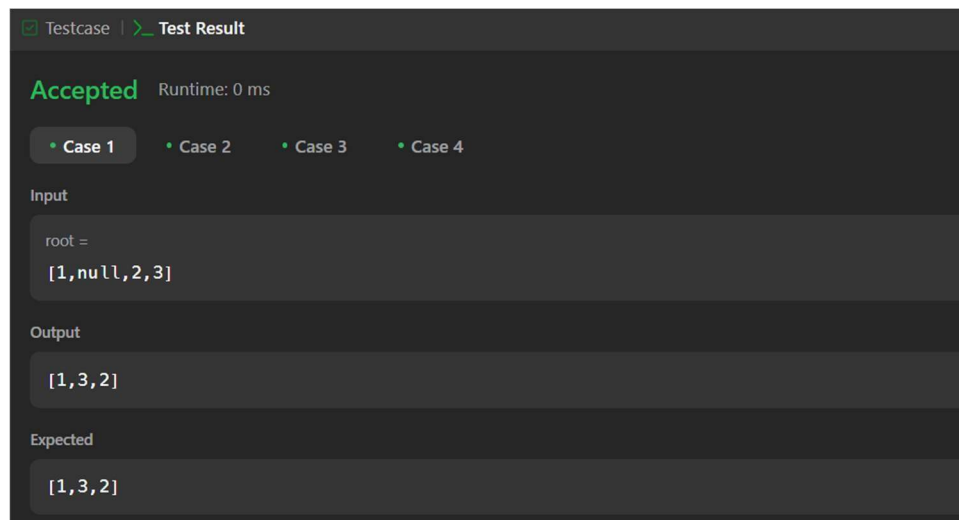 Testcase | >_ Test Result
Accepted Runtime: 0 ms
• Case 1 • Case 2 • Case 3 • Case 4
Input
root =
[1,null,2,3]
Output
[1,3,2]
Expected
[1,3,2]